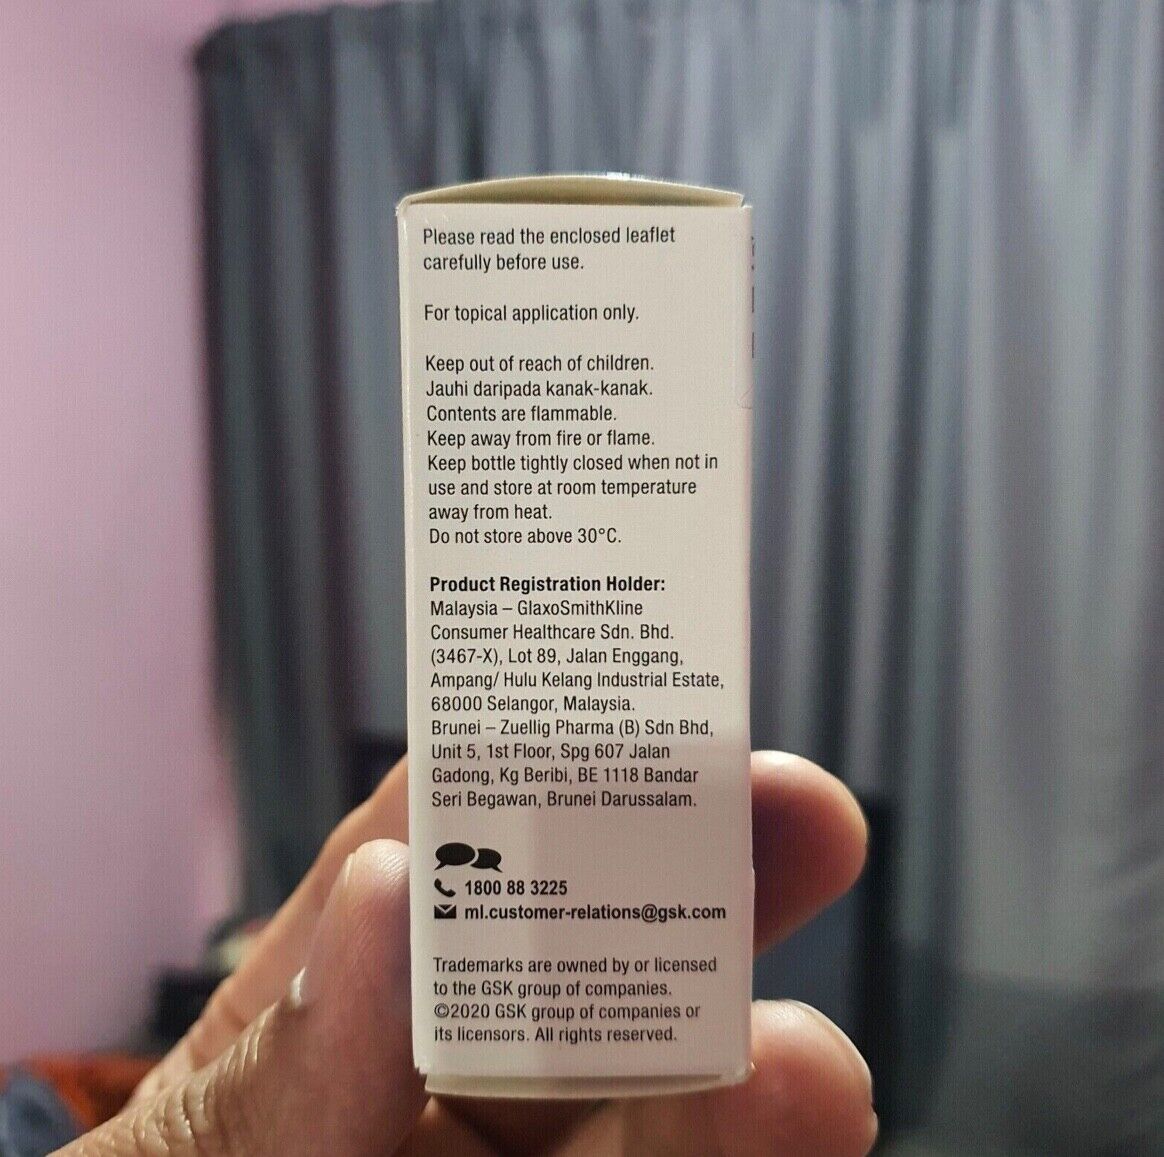 Please read the enclosed leaflet
carefully before use.
For topical application only.
Keep out of reach of children.
Jauhi daripada kanak-kanak.
Contents are flammable.
Keep away from fire or flame.
Keep bottle tightly closed when not in
use and store at room temperature
away from heat.
Do not store above 30°C.
Product Registration Holder:
Malaysia – GlaxoSmithKline
Consumer Healthcare Sdn. Bhd.
(3467-X), Lot 89, Jalan Enggang,
Ampang/ Hulu Kelang Industrial Estate,
68000 Selangor, Malaysia.
Brunei – Zuellig Pharma (B) Sdn Bhd,
Unit 5, 1st Floor, Spg 607 Jalan
Gadong, Kg Beribi, BE 1118 Bandar
Seri Begawan, Brunei Darussalam.
1800 88 3225
ml.customer-relations@gsk.com
Trademarks are owned by or licensed
to the GSK group of companies.
©2020 GSK group of companies or
its licensors. All rights reserved.